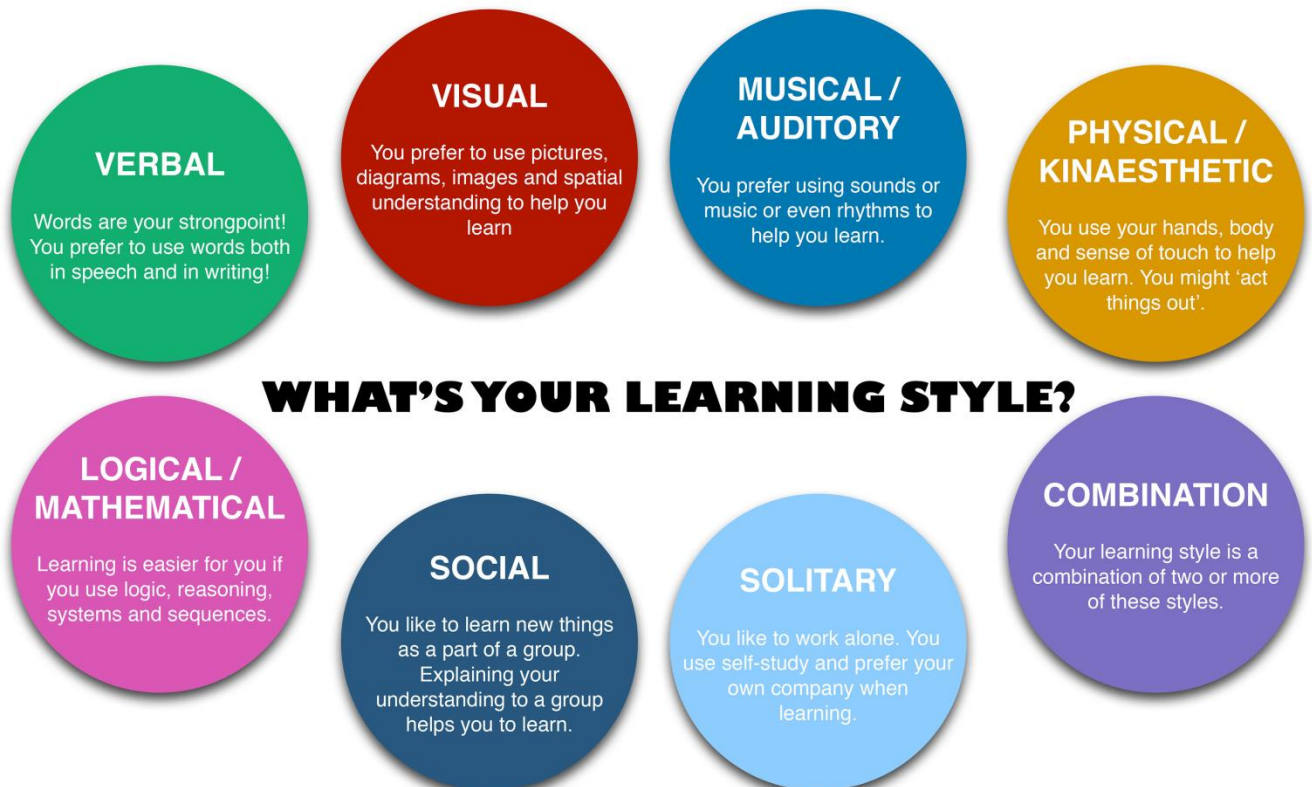 VERBAL
Words are your strongpoint!
You prefer to use words both
in speech and in writing!
VISUAL
You prefer to use pictures,
diagrams, images and spatial
understanding to help you
learn
MUSICAL /
AUDITORY
You prefer using sounds or
music or even rhythms to
help you learn.
PHYSICAL /
KINAESTHETIC
You use your hands, body
and sense of touch to help
you learn. You might ‘act
things out’.
WHAT’S YOUR LEARNING STYLE?
LOGICAL /
MATHEMATICAL
Learning is easier for you if
you use logic, reasoning,
systems and sequences.
SOCIAL
You like to learn new things
as a part of a group.
Explaining your
understanding to a group
helps you to learn.
SOLITARY
You like to work alone. You
use self-study and prefer your
own company when
learning.
COMBINATION
Your learning style is a
combination of two or more
of these styles.